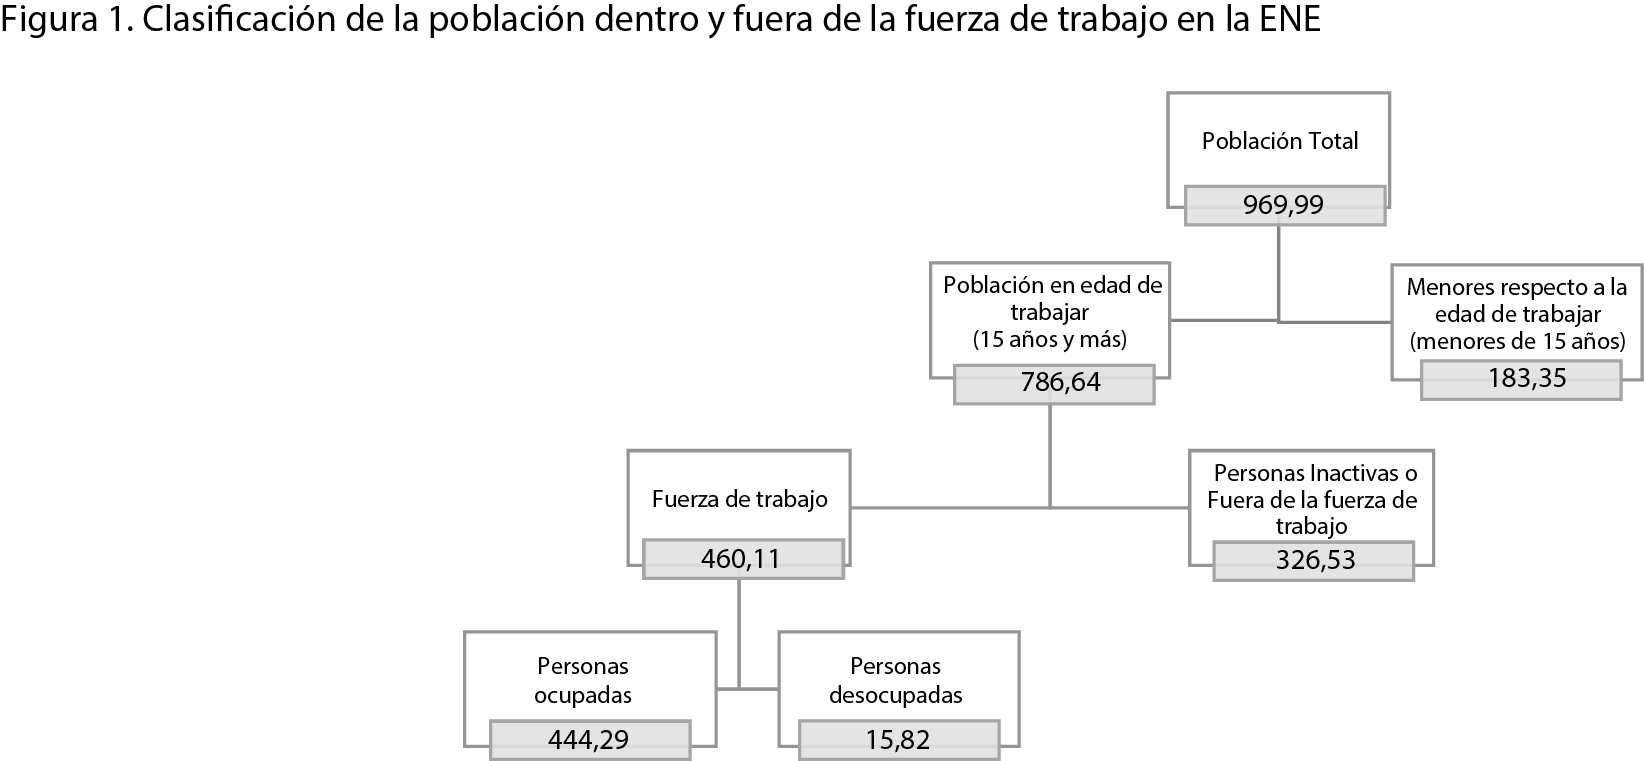 Figura 1. Clasificación de la población dentro y fuera de la fuerza de trabajo en la ENE
Población Total
969,99
Población en edad de
trabajar
(15 años y más)
786,64
Menores respecto a la
edad de trabajar
(menores de 15 años)
183,35
Fuerza de trabajo
460,11
Personas Inactivas o
Fuera de la fuerza de
trabajo
326,53
Personas
ocupadas
444,29
Personas
desocupadas
15,82